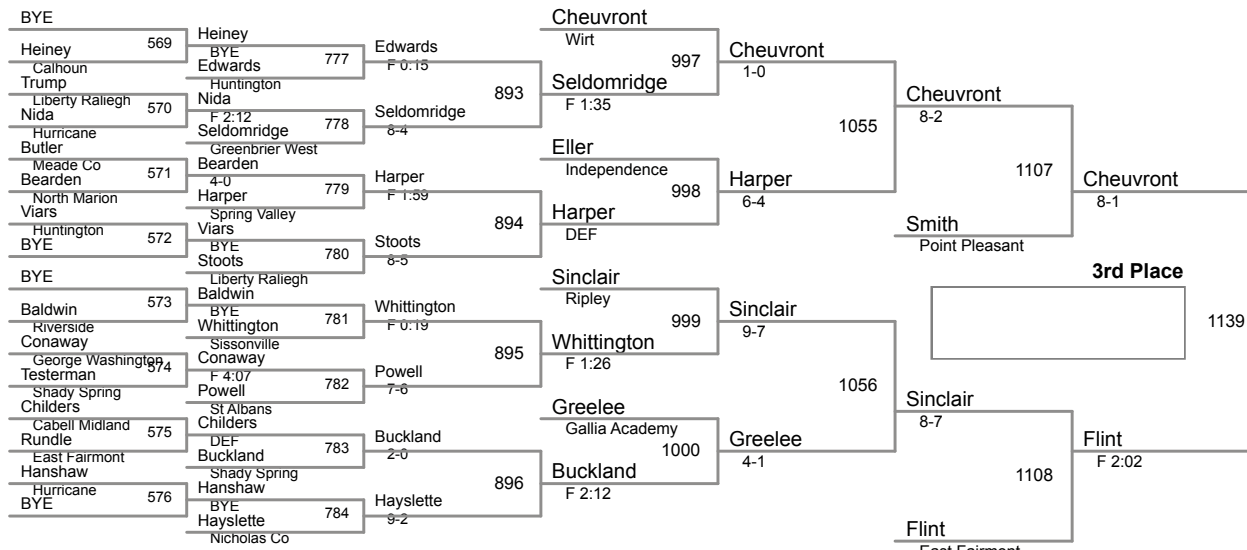 BYE
569
Heiney
Calhoun
Trump
Liberty Raliegh
570
Nida
Hurricane
Butler
Meade Co
571
Bearden
North Marion
Viars
Huntington
572
BYE
BYE
573
Baldwin
Riverside
Conaway
George Washington
574
Testerman
Shady Spring
Childers
Cabell Midland
575
Rundle
East Fairmont
Hanshaw
Hurricane
576
BYE
Heiney
BYE
777
Edwards
Huntington
Nida
F 2:12
778
Seldomridge
Greenbrier West
Bearden
4-0
779
Harper
Spring Valley
Viars
BYE
780
Stoots
Liberty Raliegh
Baldwin
BYE
781
Whittington
Sissonville
Conaway
F 4:07
782
Powell
St Albans
Childers
DEF
783
Buckland
Shady Spring
Hanshaw
BYE
784
Hayslette
Nicholas Co
Edwards
F 0:15
893
Seldomridge
8-4
Harper
F 1:59
894
Stoots
8-5
Whittington
F 0:19
895
Powell
7-6
Buckland
2-0
896
Hayslette
9-2
Cheuvront
Wirt
997
Seldomridge
F 1:35
Eller
Independence
998
Harper
DEF
Sinclair
Ripley
999
Whittington
F 1:26
Greelee
Gallia Academy
1000
Buckland
F 2:12
Cheuvront
1-0
1055
Harper
6-4
Sinclair
9-7
1056
Greelee
4-1
Cheuvront
8-2
1107
Smith
Point Pleasant
Sinclair
8-7
1108
Flint
East Fairmont
Cheuvront
8-1
3rd Place
1139
Flint
F 2:02